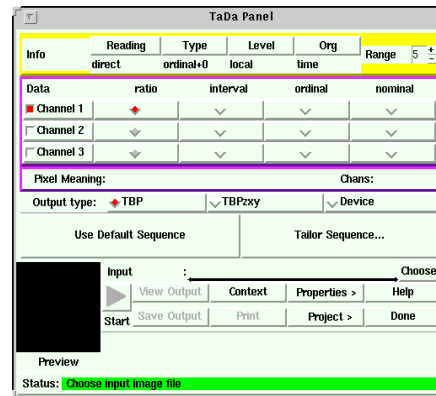 TaDa Panel
Info Reading Type Level Org Range 5
direct ordinal+0 local time
Data ratio interval ordinal nominal
Channel 1
Channel 2
Channel 3
Pixel Meaning: Chans:
Output type: TBP TBPzxy Device
Use Default Sequence Tailor Sequence...
Input : Choose
View Output Context Properties > Help
Start Save Output Print Project > Done
Preview
Status: Choose input image file